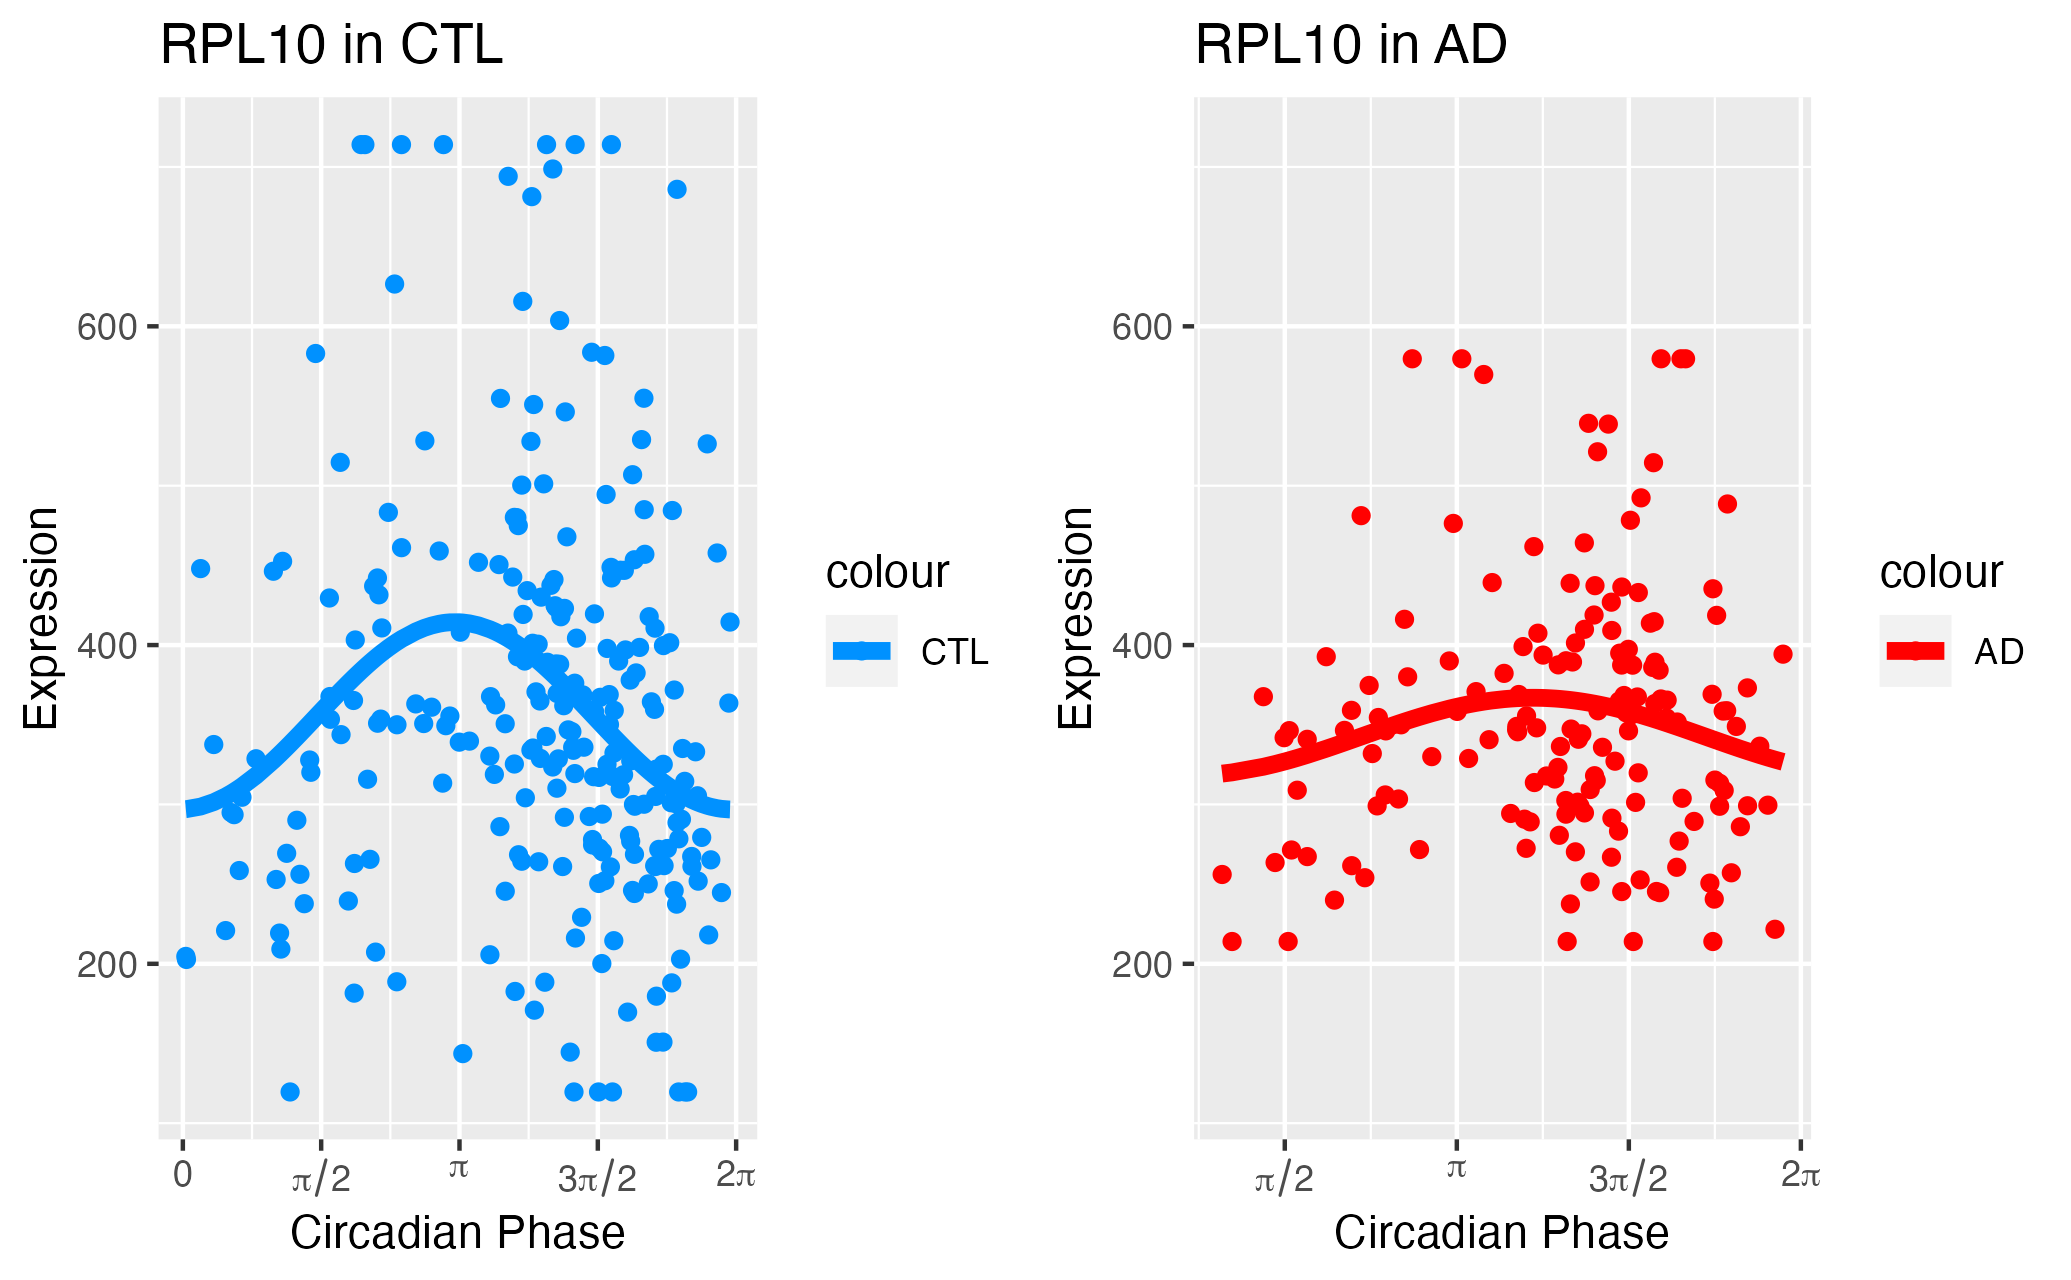 RPL10 in CTL
Expression
600
400
200
0
π/2
π
3π/2
2π
Circadian Phase
colour
CTL
RPL10 in AD
Expression
600
400
200
π/2
π
3π/2
2π
Circadian Phase
colour
AD